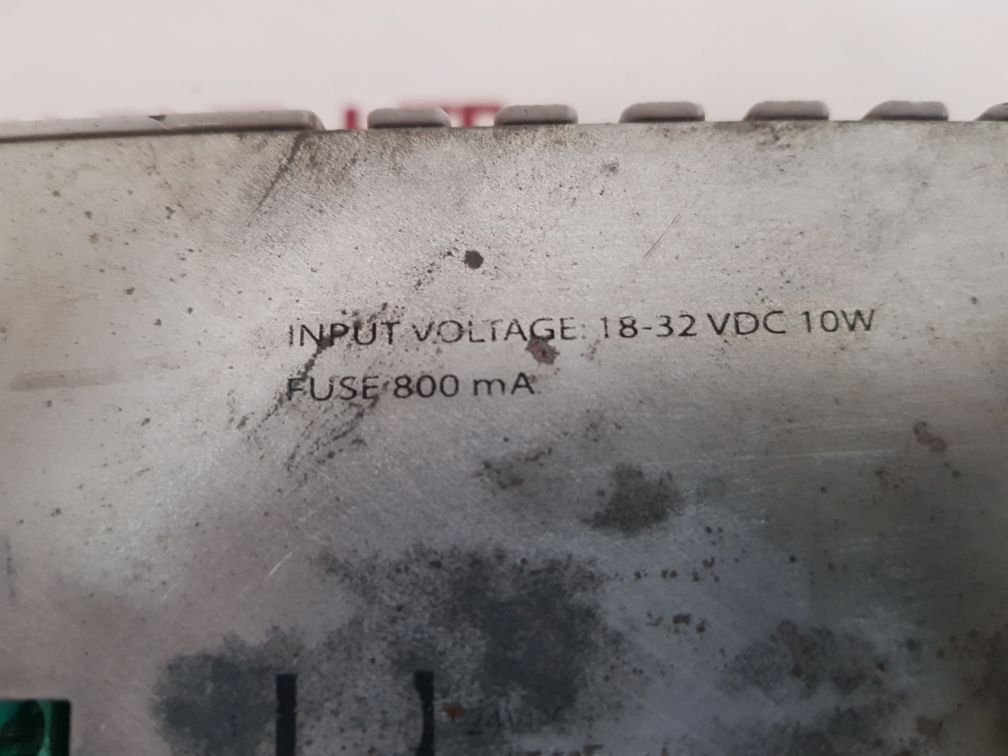 INPUT VOLTAGE: 18-32 VDC 10W
FUSE 800 mA